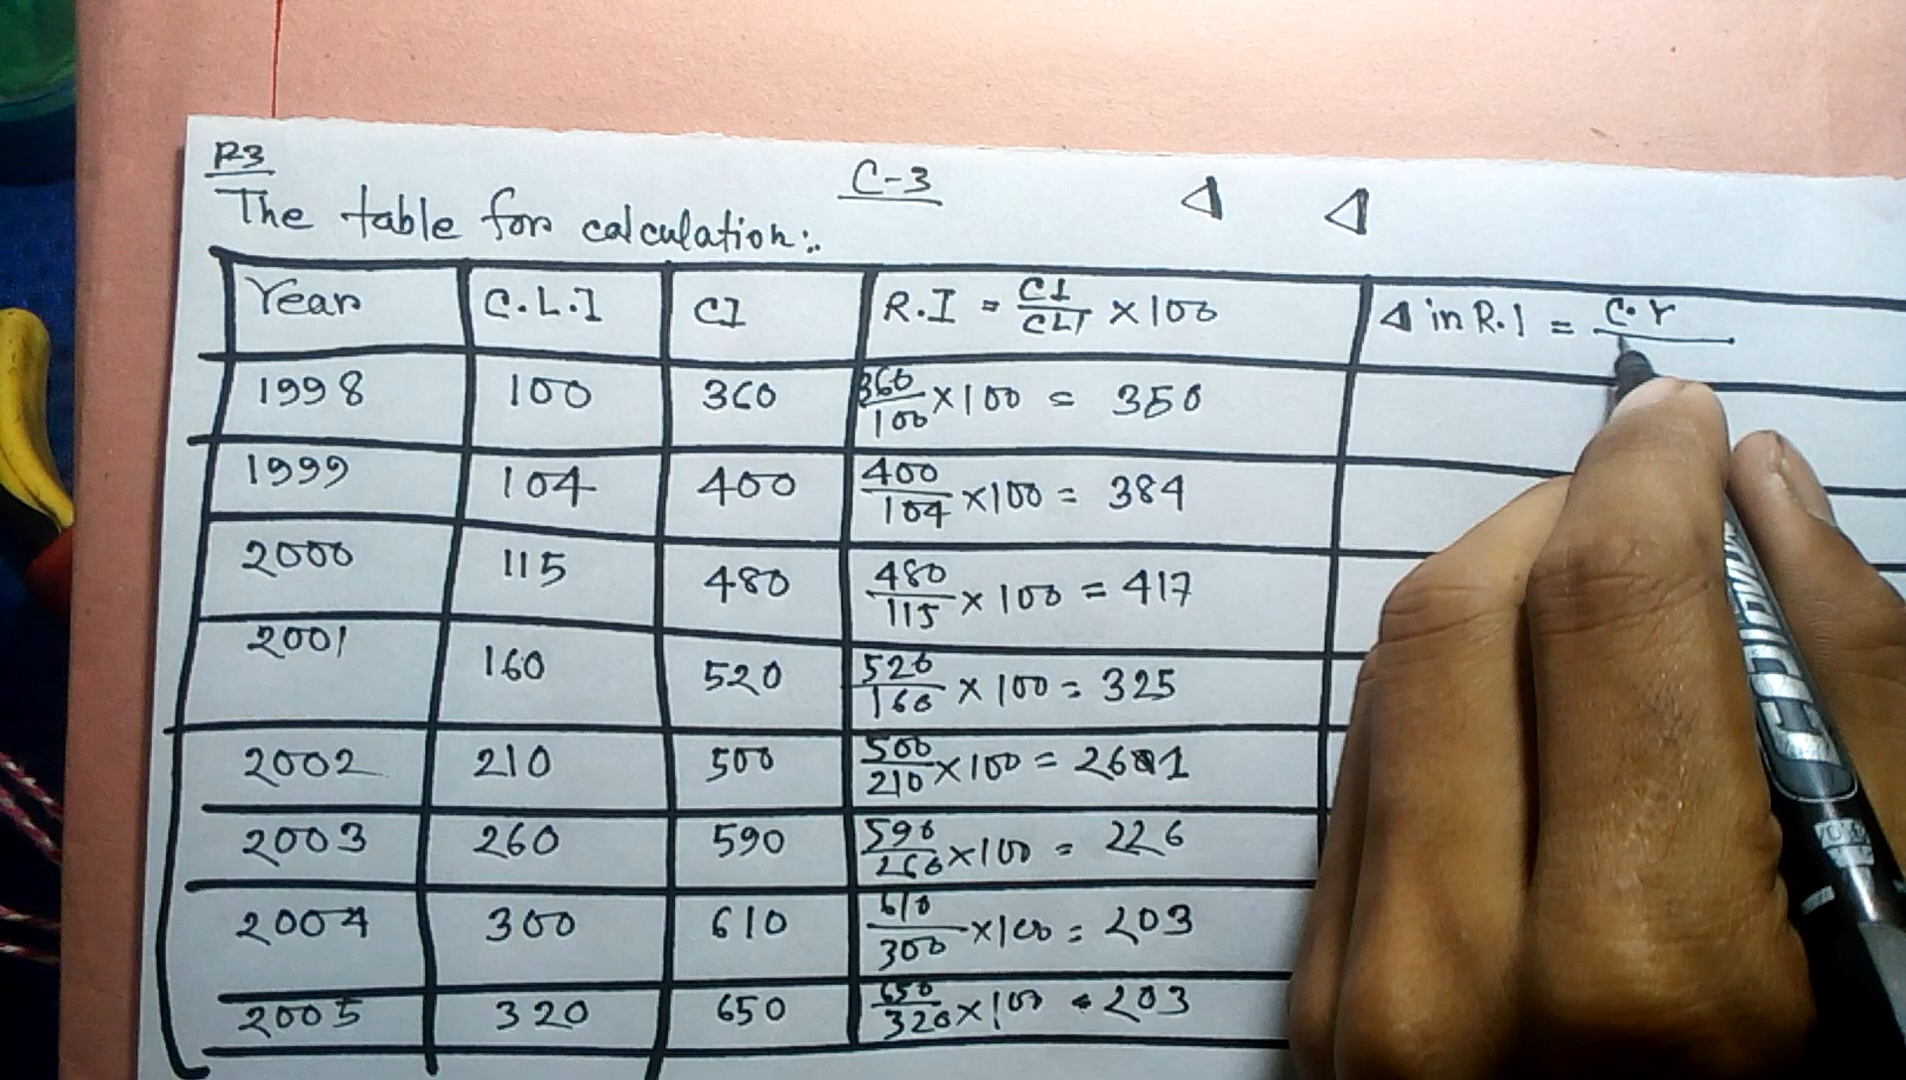 P3
C-3
The table for calculation:.
Year C.L.I CI R.I = CI/CLI × 100 Δ in R.I = C.Y
1998 100 360 360/100 × 100 = 360
1999 104 400 400/104 × 100 = 384
2000 115 480 480/115 × 100 = 417
2001 160 520 520/160 × 100 = 325
2002 210 500 500/210 × 100 =
2003 260 590 590/260 × 100 = 226
2004 300 610 610/300 × 100 = 203
2005 320 650 650/320 × 100 = 203